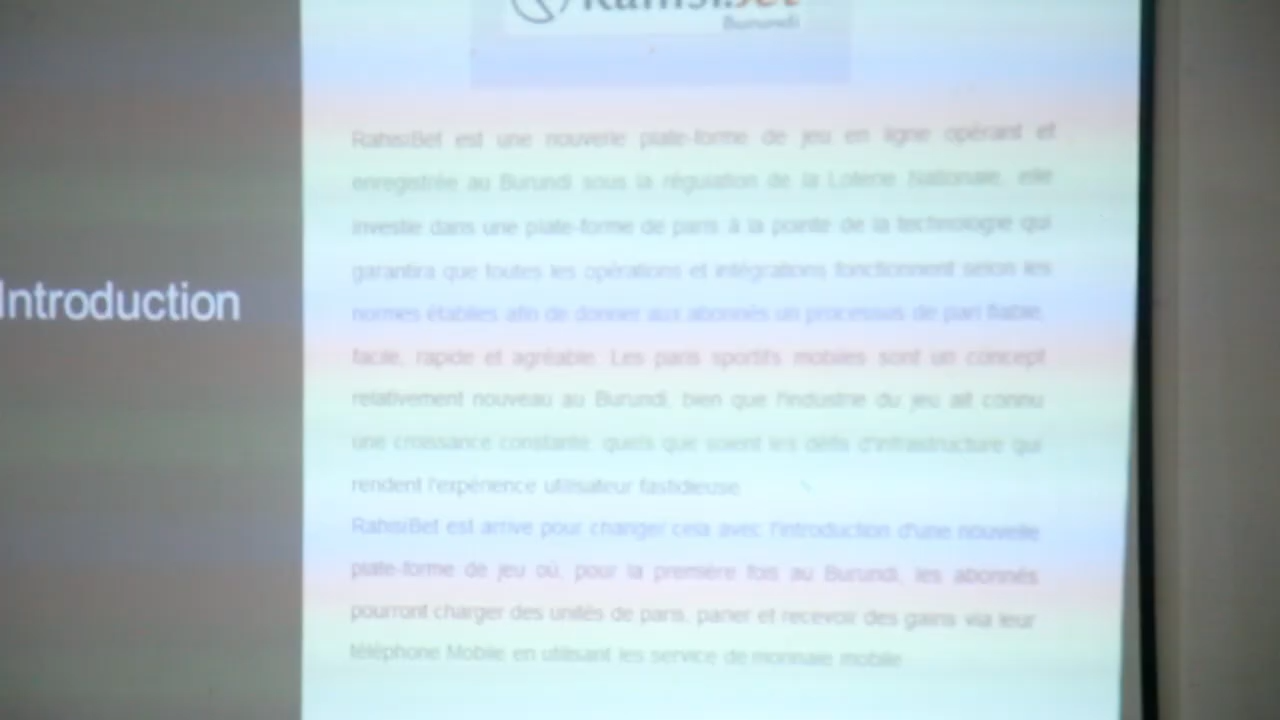 Burundi
Introduction
RahisiBet est une nouvelle plate-forme de jeu en ligne opérant et
enregistrée au Burundi sous la régulation de la Loterie Nationale, elle
investie dans une plate-forme de paris à la pointe de la technologie qui
garantira que toutes les opérations et intégrations fonctionnent selon les
normes établies afin de donner aux abonnés un processus de pari fiable,
facile, rapide et agréable. Les paris sportifs mobiles sont un concept
relativement nouveau au Burundi, bien que l'industrie du jeu ait connu
une croissance constante, quels que soient les défis d'infrastructure qui
rendent l'expérience utilisateur fastidieuse.
RahisiBet est arrive pour changer cela avec l'introduction d'une nouvelle
plate-forme de jeu où, pour la première fois au Burundi, les abonnés
pourront charger des unités de paris, parier et recevoir des gains via leur
téléphone Mobile en utilisant les service de monnaie mobile